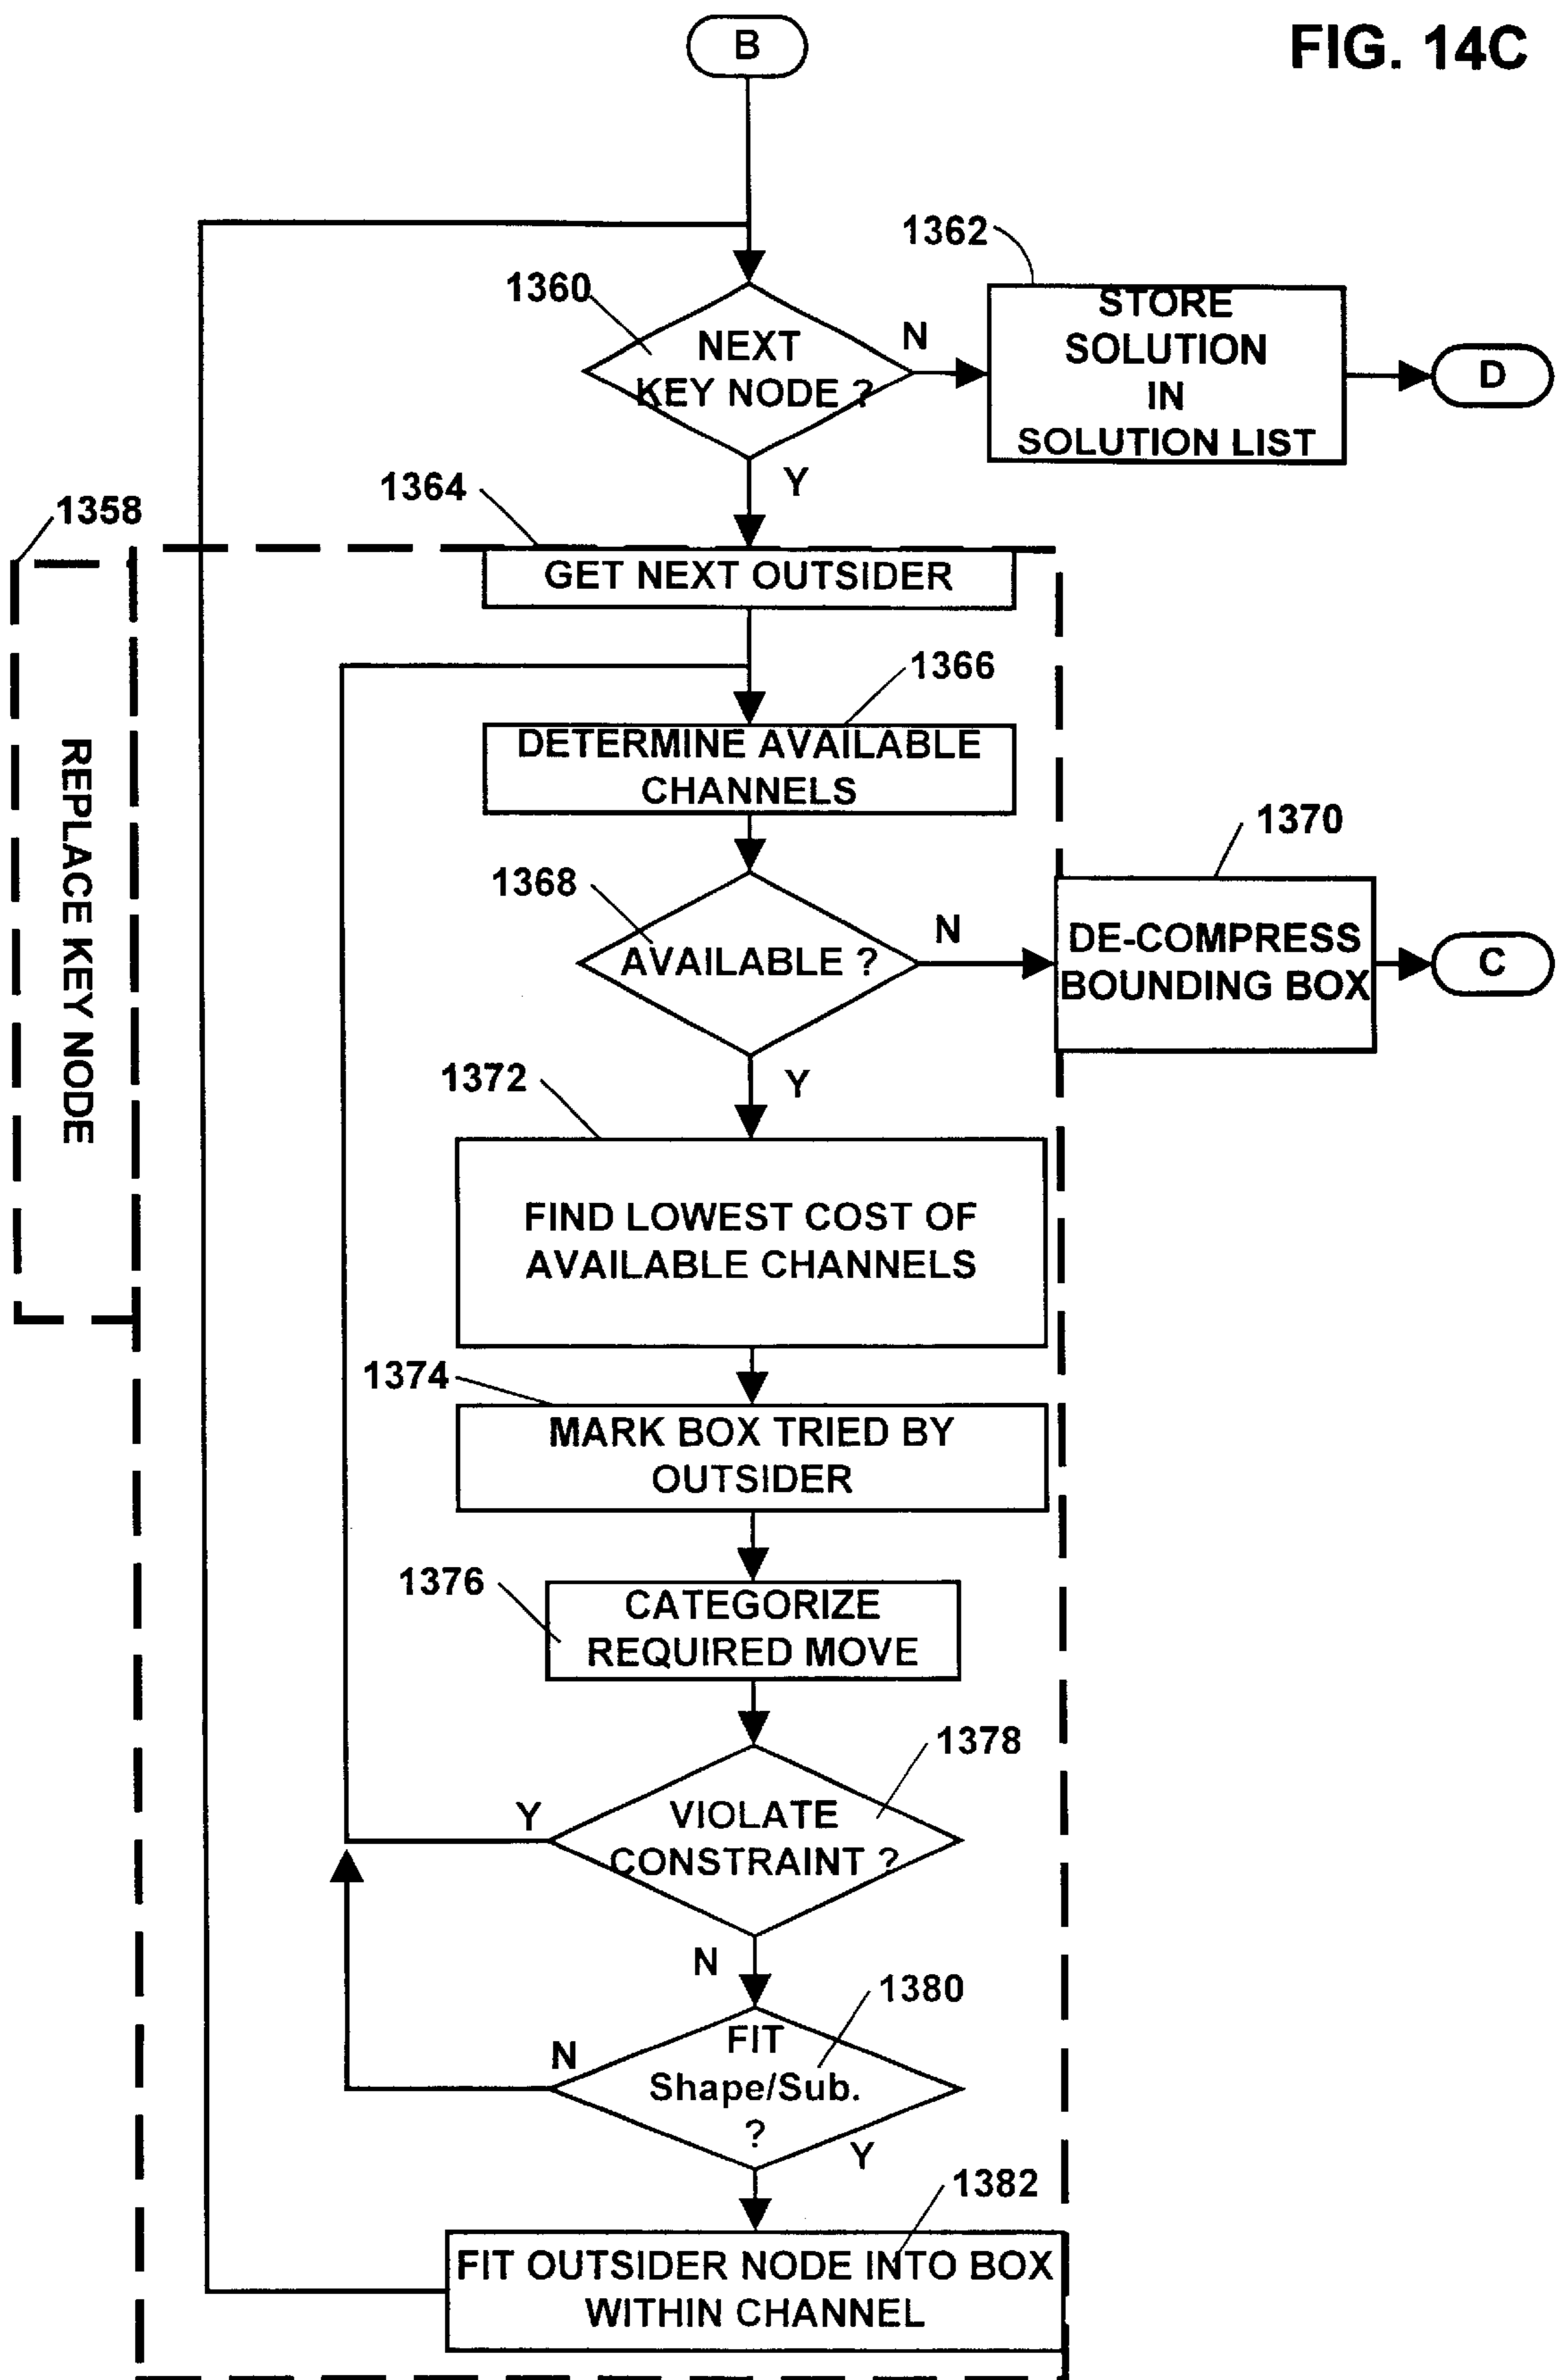 B
FIG. 14C
1362
1360
NEXT
KEY NODE ?
N
STORE
SOLUTION
IN
SOLUTION LIST
D
Y
1364
1358
GET NEXT OUTSIDER
1366
DETERMINE AVAILABLE
CHANNELS
REPLACE KEY NODE
1370
1368
AVAILABLE ?
N
DE-COMPRESS
BOUNDING BOX
C
1372
Y
FIND LOWEST COST OF
AVAILABLE CHANNELS
1374
MARK BOX TRIED BY
OUTSIDER
1376
CATEGORIZE
REQUIRED MOVE
1378
Y
VIOLATE
CONSTRAINT ?
N
1380
N
FIT
Shape/Sub.
?
Y
1382
FIT OUTSIDER NODE INTO BOX
WITHIN CHANNEL